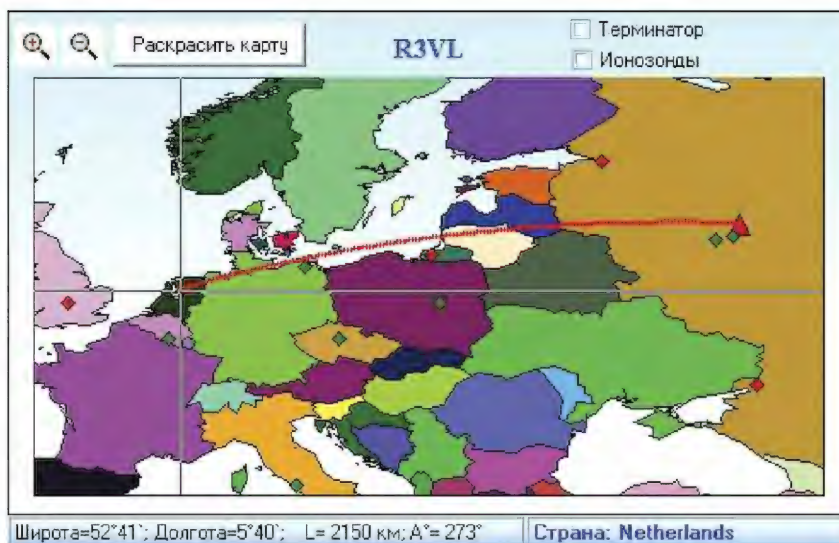 Раскрасить карту
R3VL
Терминатор
Ионозонды
Широта=52°41`; Долгота=5°40`; L= 2150 км; A°= 273°
Страна: Netherlands